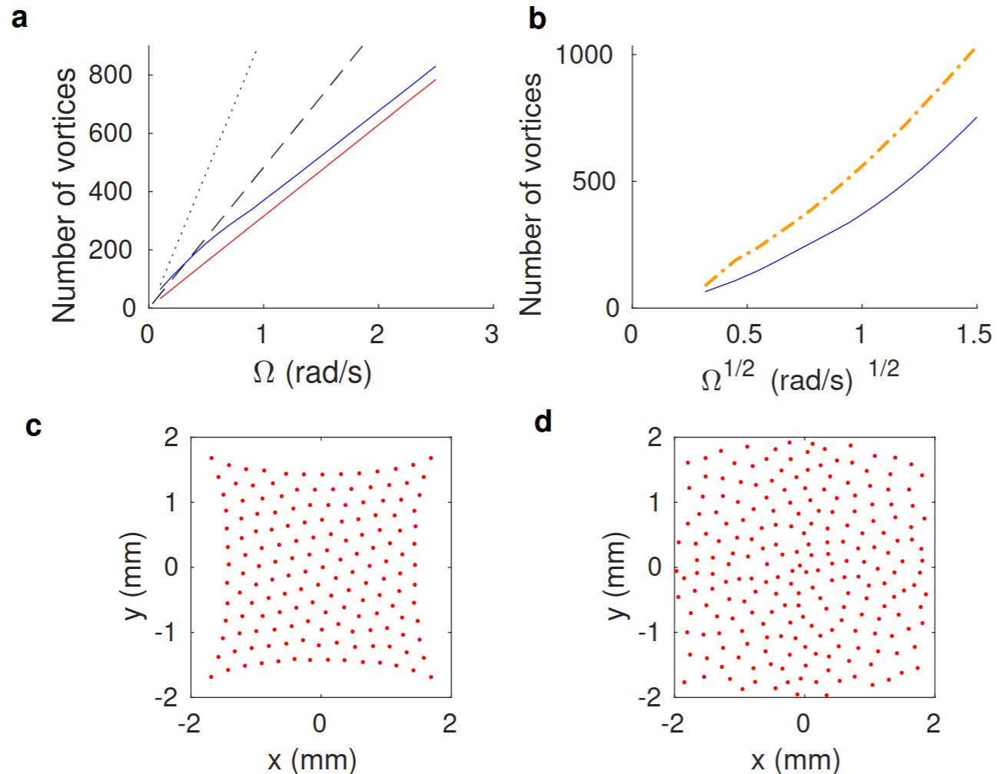 a
Number of vortices
800
600
400
200
0
0 1 2 3
Ω (rad/s)
b
Number of vortices
1000
500
0
0 0.5 1 1.5
Ω^1/2 (rad/s) ^1/2
c
y (mm)
2
1
0
-1
-2
-2 0 2
x (mm)
d
y (mm)
2
1
0
-1
-2
-2 0 2
x (mm)